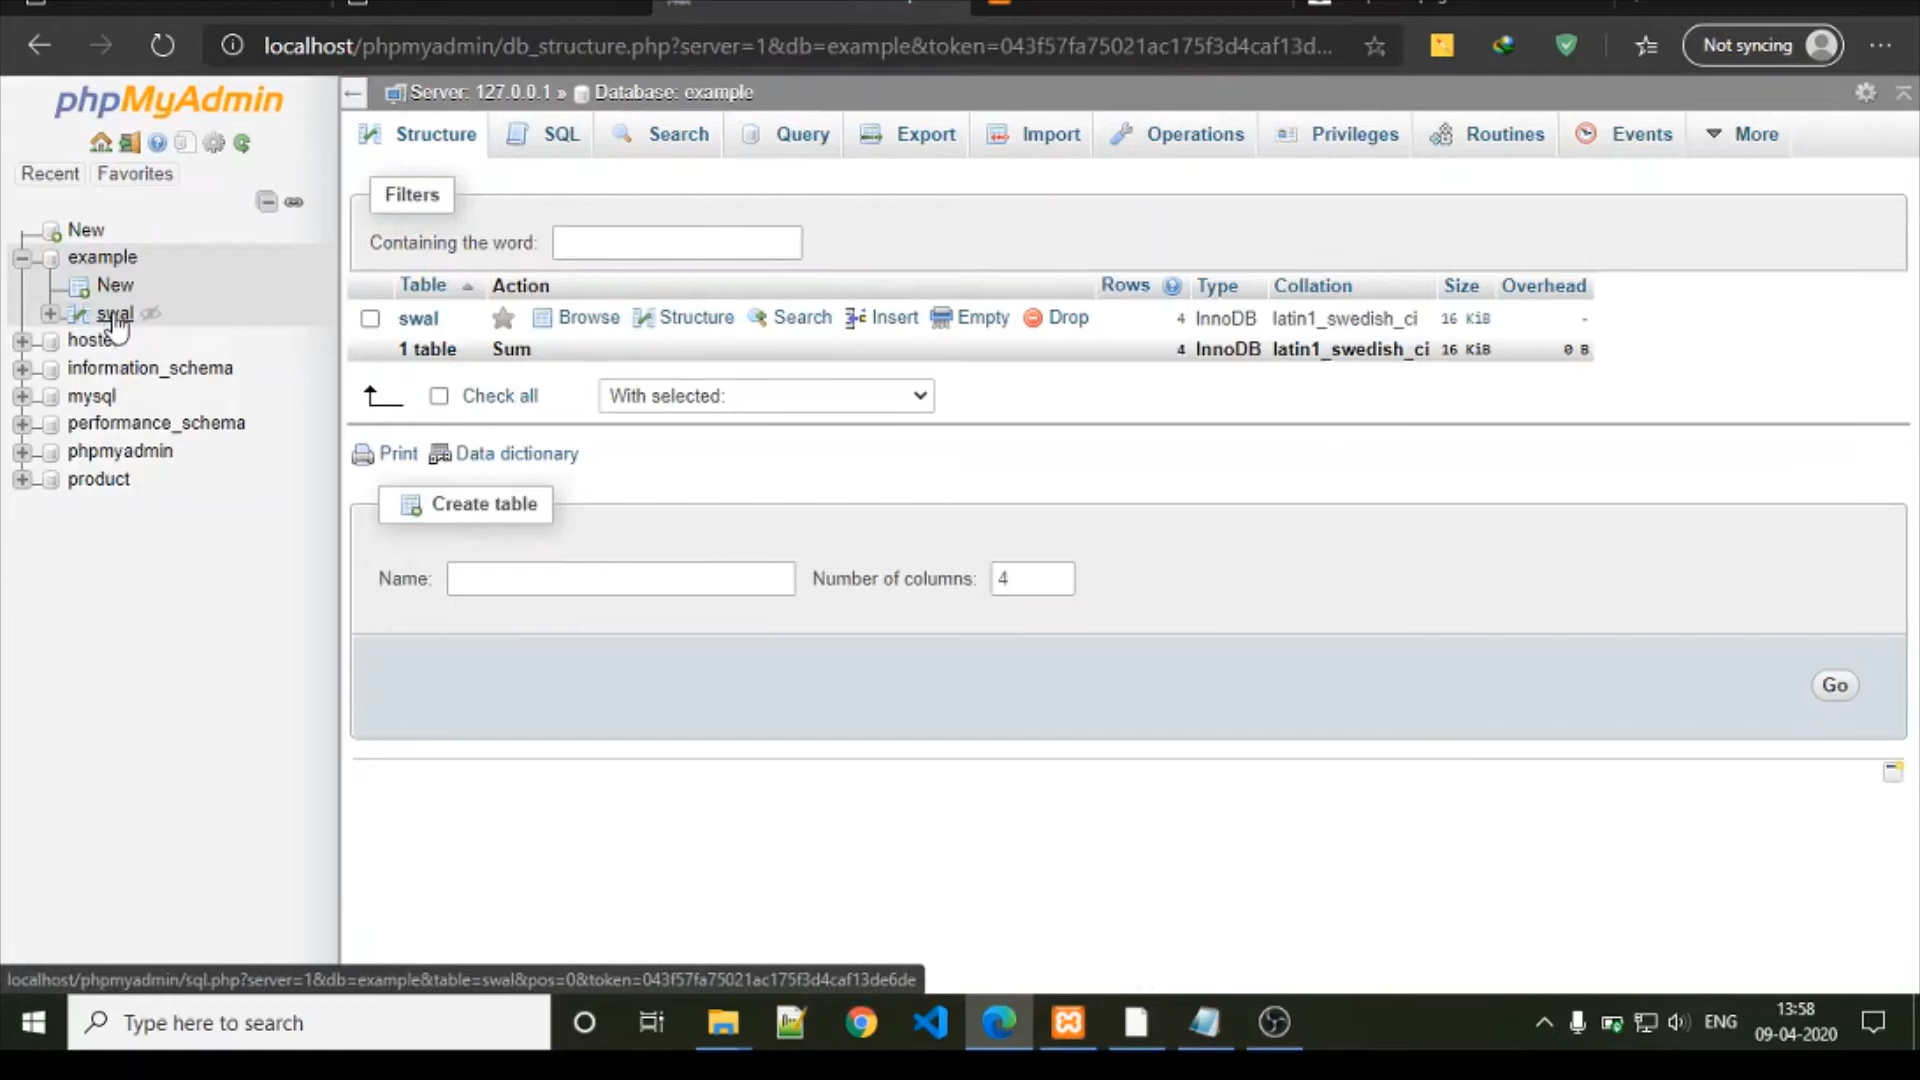 localhost/phpmyadmin/db_structure.php?server=1&db=example&token=043f57fa75021ac175f3d4caf13d...
Not syncing
phpMyAdmin
Server: 127.0.0.1 » Database: example
Structure SQL Search Query Export Import Operations Privileges Routines Events More
Recent Favorites
New
example
New
swal
information_schema
mysql
performance_schema
phpmyadmin
product
Filters
Containing the word:
Table Action Rows Type Collation Size Overhead
swal Browse Structure Search Insert Empty Drop 4 InnoDB latin1_swedish_ci 16 KiB -
1 table Sum 4 InnoDB latin1_swedish_ci 16 KiB 0 B
Check all With selected:
Print Data dictionary
Create table
Name: Number of columns: 4
Go
localhost/phpmyadmin/sql.php?server=1&db=example&table=swal&pos=0&token=043f57fa75021ac175f3d4caf13de6de
Type here to search
ENG
13:58
09-04-2020